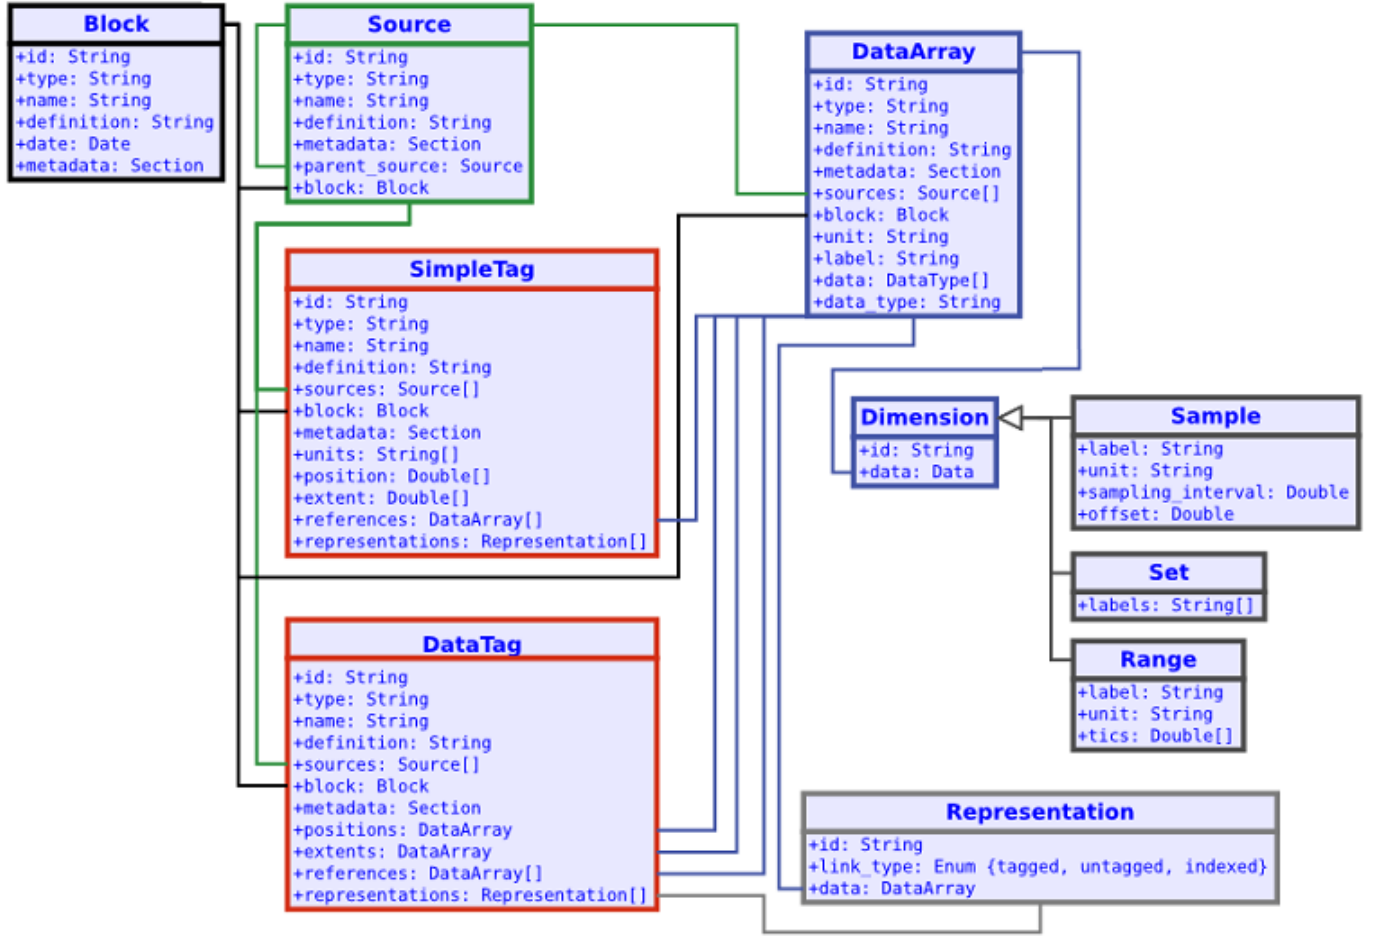 Block
+id: String
+type: String
+name: String
+definition: String
+date: Date
+metadata: Section
Source
+id: String
+type: String
+name: String
+definition: String
+metadata: Section
+parent_source: Source
+block: Block
DataArray
+id: String
+type: String
+name: String
+definition: String
+metadata: Section
+sources: Source[]
+block: Block
+unit: String
+label: String
+data: DataType[]
+data_type: String
SimpleTag
+id: String
+type: String
+name: String
+definition: String
+sources: Source[]
+block: Block
+metadata: Section
+units: String[]
+position: Double[]
+extent: Double[]
+references: DataArray[]
+representations: Representation[]
Dimension
+id: String
+data: Data
Sample
+label: String
+unit: String
+sampling_interval: Double
+offset: Double
Set
+labels: String[]
Range
+label: String
+unit: String
+tics: Double[]
DataTag
+id: String
+type: String
+name: String
+definition: String
+sources: Source[]
+block: Block
+metadata: Section
+positions: DataArray
+extents: DataArray
+references: DataArray[]
+representations: Representation[]
Representation
+id: String
+link_type: Enum {tagged, untagged, indexed}
+data: DataArray